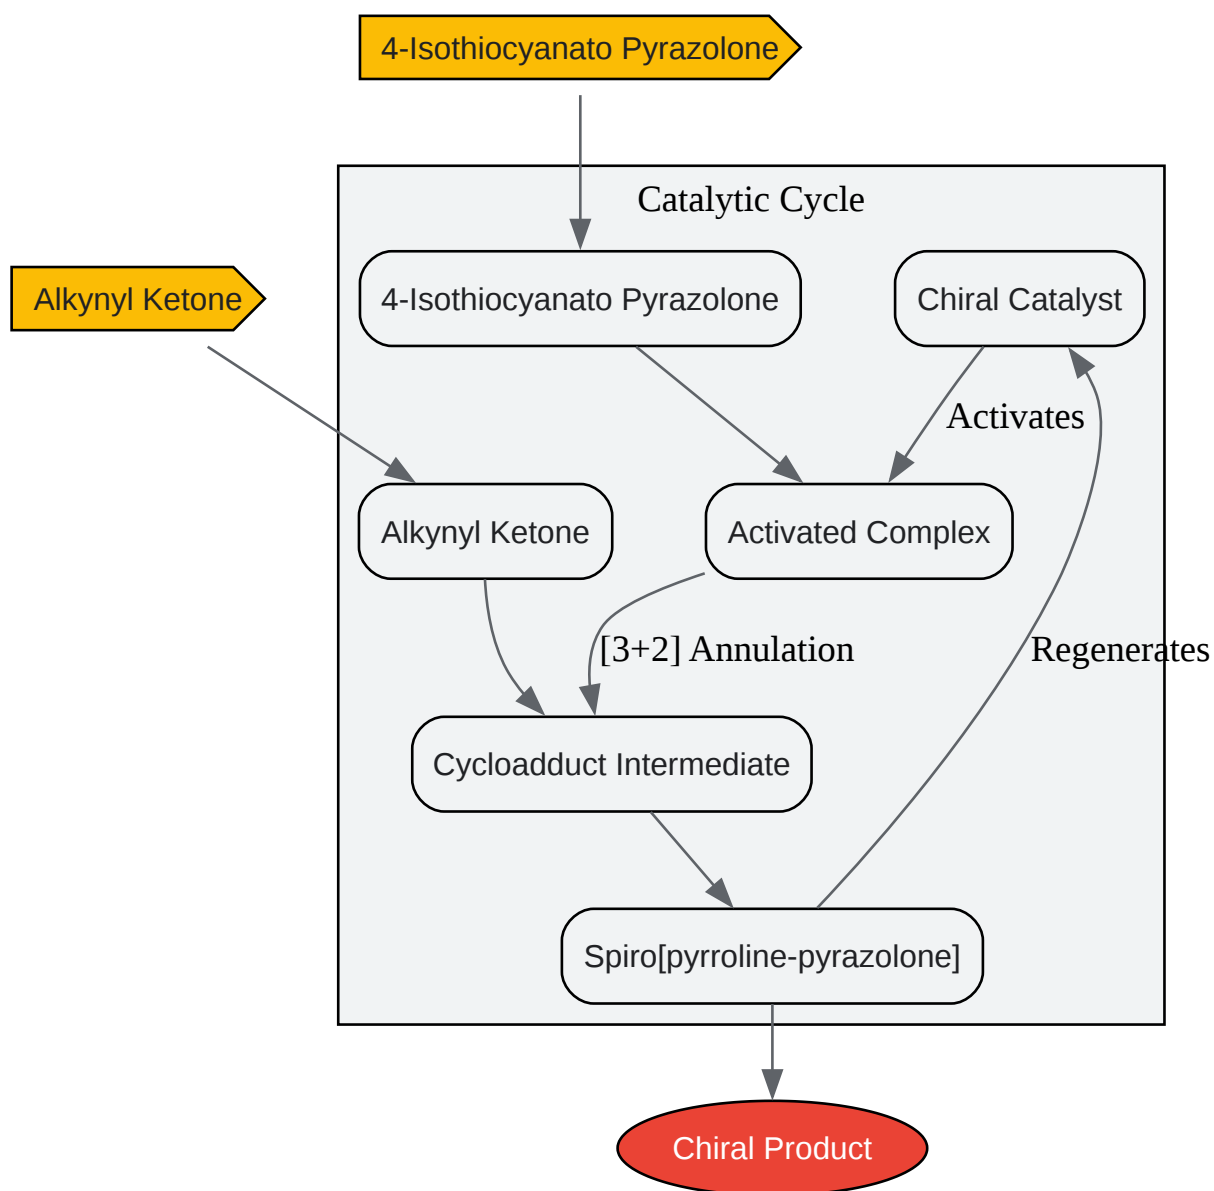 4-Isothiocyanato Pyrazolone
Catalytic Cycle
Alkynyl Ketone
4-Isothiocyanato Pyrazolone
Chiral Catalyst
Activates
Alkynyl Ketone
Activated Complex
[3+2] Annulation
Regenerates
Cycloadduct Intermediate
Spiro[pyrroline-pyrazolone]
Chiral Product